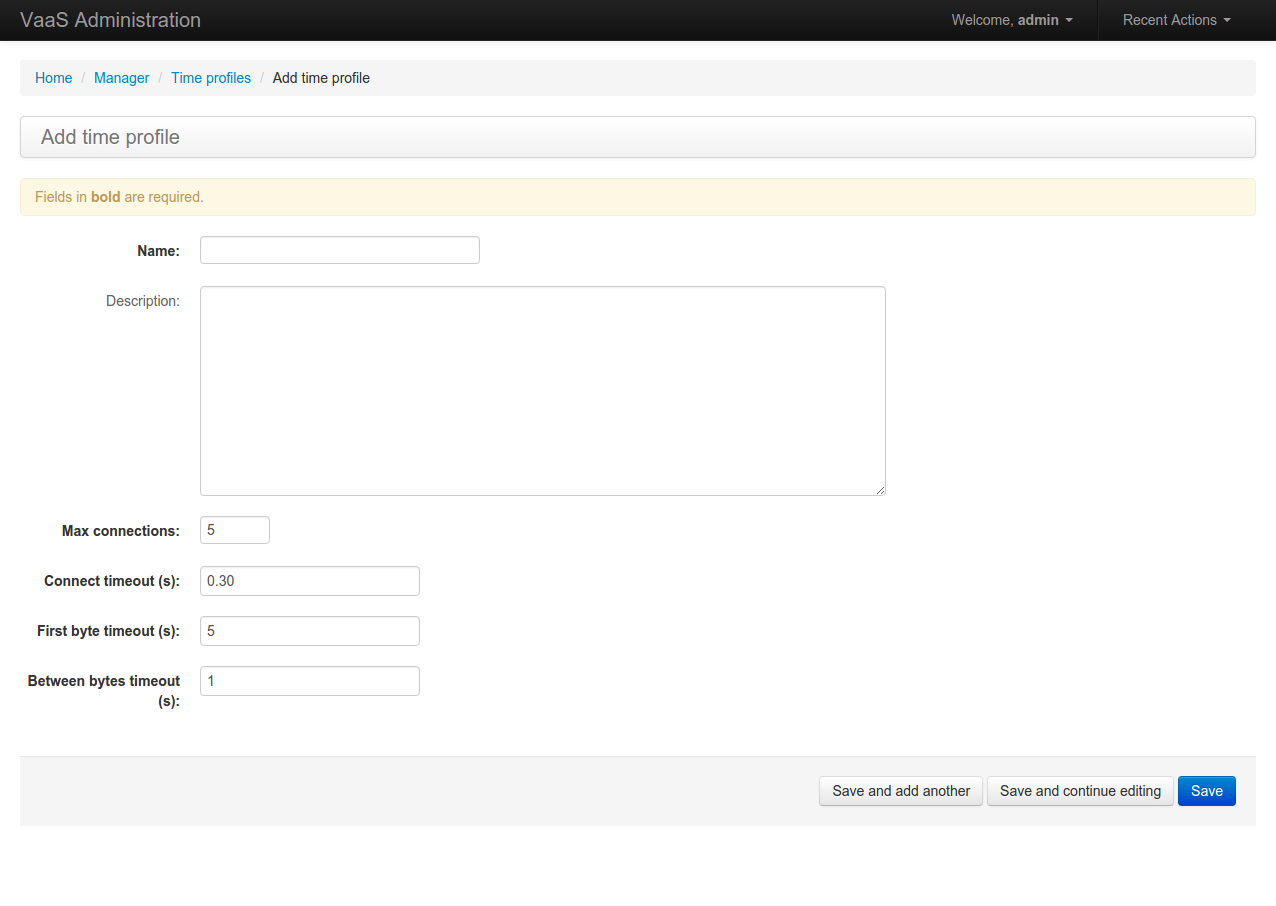 VaaS Administration Welcome, admin Recent Actions
Home / Manager / Time profiles / Add time profile
Add time profile
Fields in bold are required.
Name:
Description:
Max connections: 5
Connect timeout (s): 0.30
First byte timeout (s): 5
Between bytes timeout 1
(s):
Save and add another Save and continue editing Save